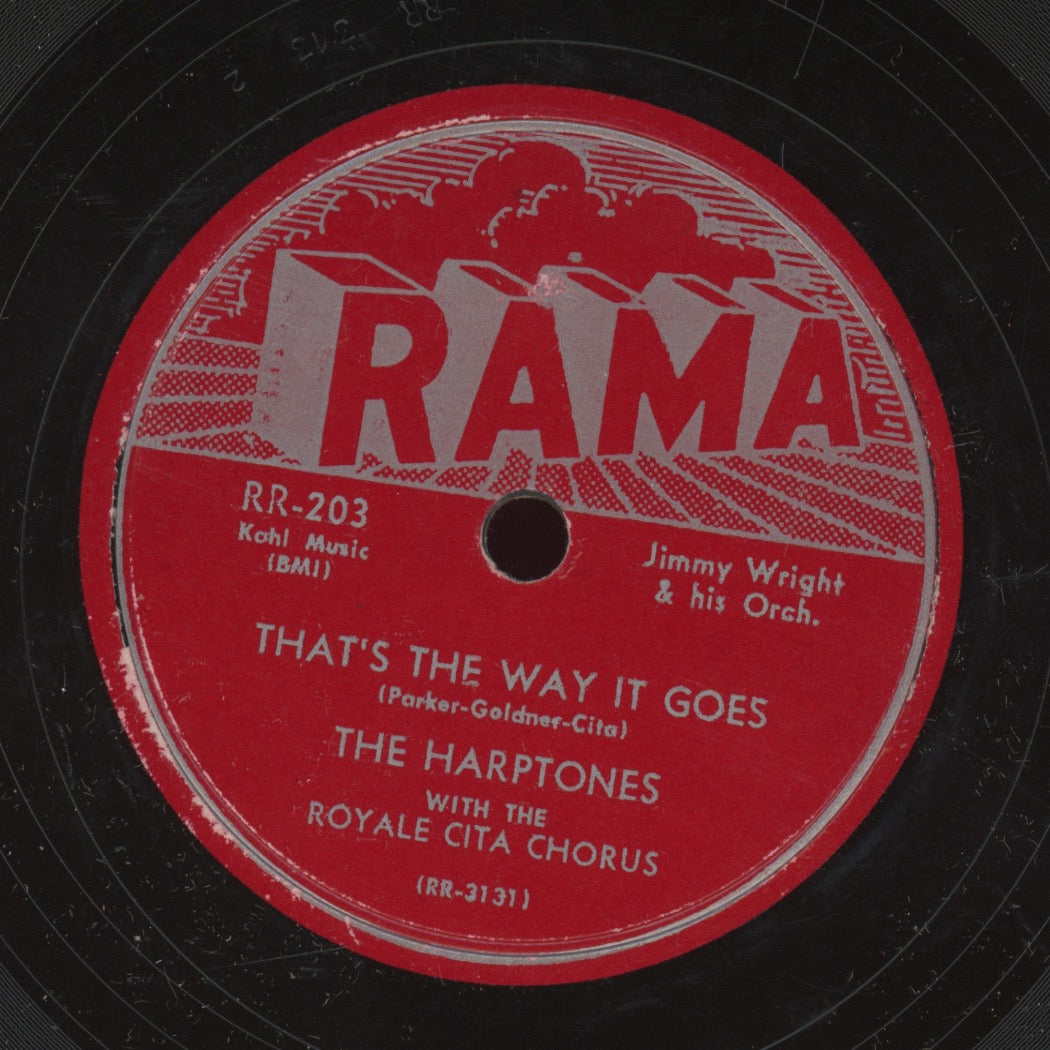 RAMA
RR-203
Kahl Music
(BMI)
Jimmy Wright
& his Orch.
THAT'S THE WAY IT GOES
(Parker-Goldner-Cita)
THE HARPTONES
WITH THE
ROYALE CITA CHORUS
(RR-3131)